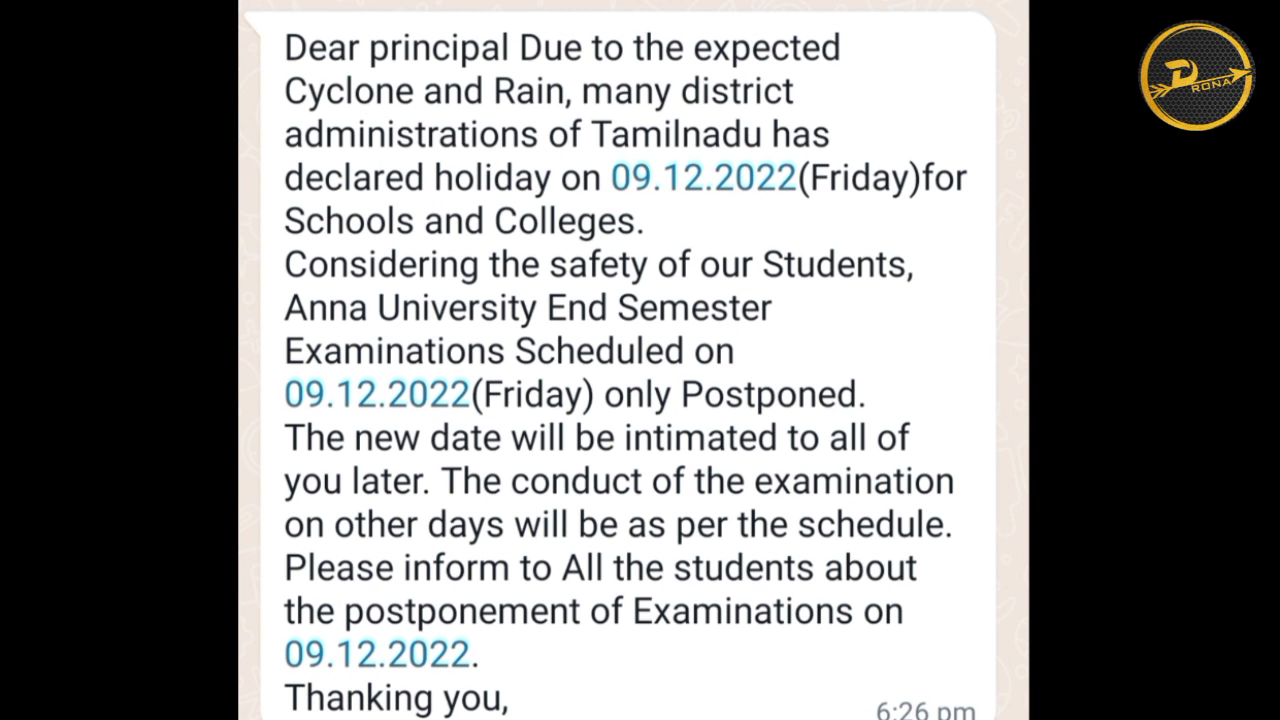 Dear principal Due to the expected
Cyclone and Rain, many district
administrations of Tamilnadu has
declared holiday on 09.12.2022(Friday)for
Schools and Colleges.
Considering the safety of our Students,
Anna University End Semester
Examinations Scheduled on
09.12.2022(Friday) only Postponed.
The new date will be intimated to all of
you later. The conduct of the examination
on other days will be as per the schedule.
Please inform to All the students about
the postponement of Examinations on
09.12.2022.
Thanking you,
6:26 pm
DRONA